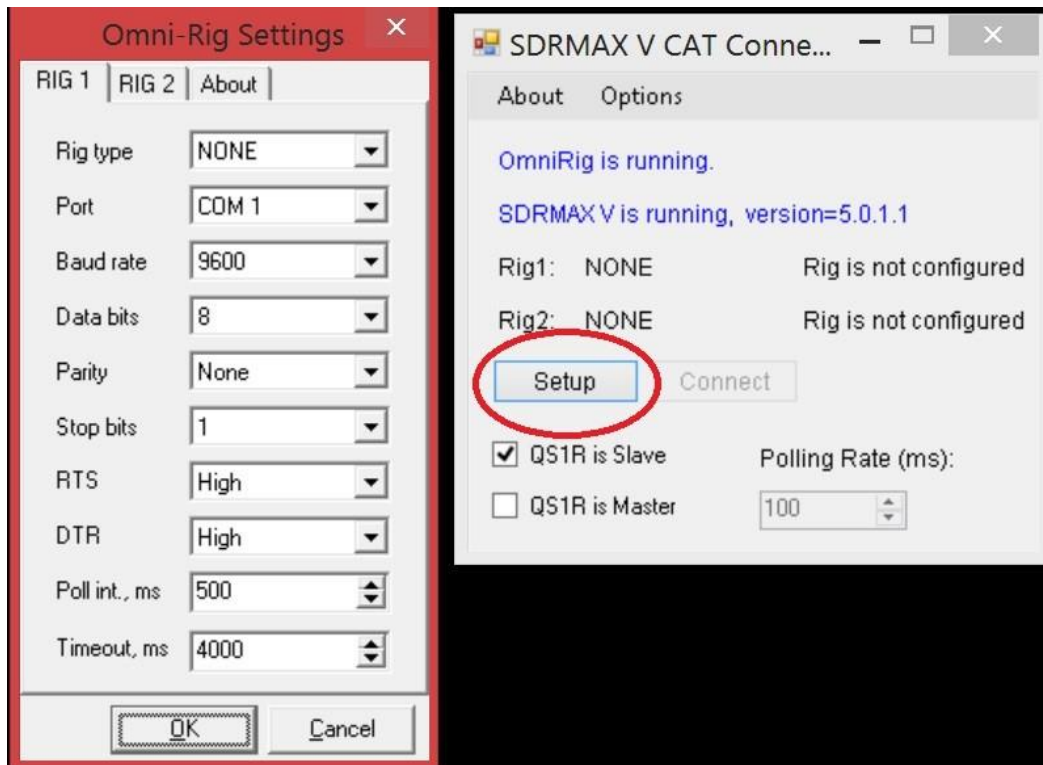 Omni-Rig Settings
RIG 1 RIG 2 About
Rig type NONE
Port COM 1
Baud rate 9600
Data bits 8
Parity None
Stop bits 1
RTS High
DTR High
Poll int., ms 500
Timeout, ms 4000
OK Cancel
SDRMAX V CAT Conne...
About Options
OmniRig is running.
SDRMAX V is running, version=5.0.1.1
Rig1: NONE Rig is not configured
Rig2: NONE Rig is not configured
Setup Connect
QS1R is Slave Polling Rate (ms):
QS1R is Master 100